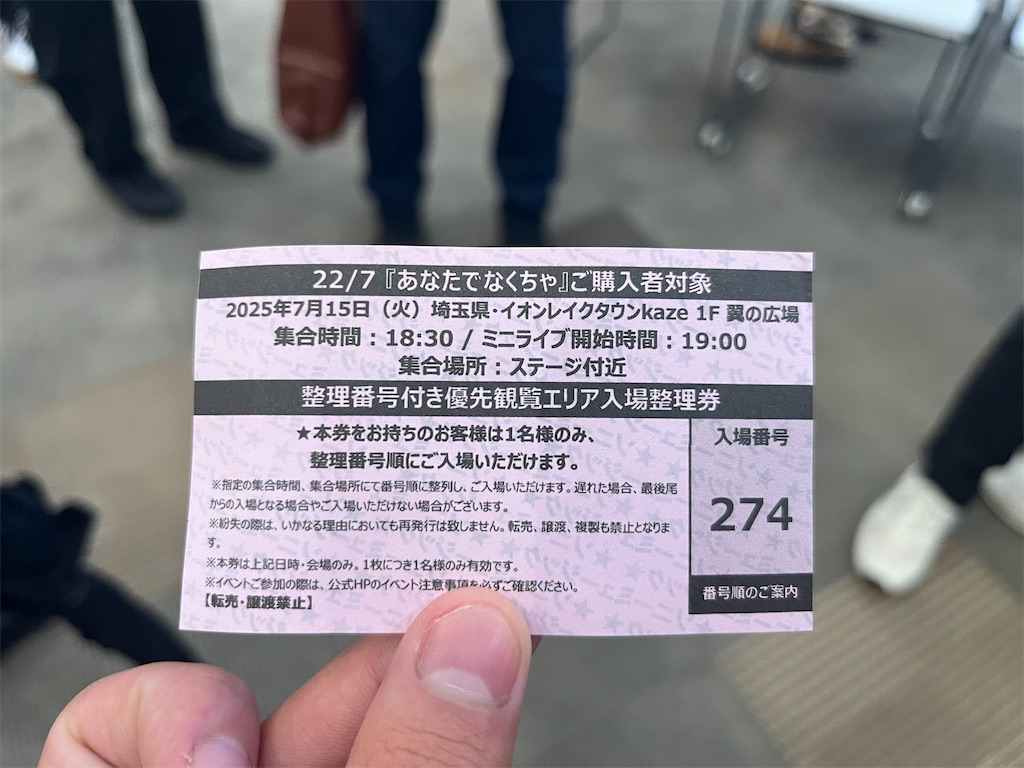 22/7『あなたでなくちゃ』ご購入者対象
2025年7月15日（火）埼玉県・イオンレイクタウンkaze 1F 翼の広場
集合時間：18:30 / ミニライブ開始時間：19:00
集合場所：ステージ付近
整理番号付き優先観覧エリア入場整理券
★本券をお持ちのお客様は1名様のみ、
整理番号順にご入場いただけます。
※指定の集合時間、集合場所にて番号順に整列し、ご入場いただけます。遅れた場合、最後尾
からの入場となる場合やご入場いただけない場合がございます。
※紛失の際は、いかなる理由においても再発行は致しません。転売、譲渡、複製も禁止となりま
す。
※本券は上記日時・会場のみ。1枚につき1名様のみ有効です。
※イベントご参加の際は、公式HPのイベント注意事項を必ずご確認ください。
【転売・譲渡禁止】
入場番号
274
番号順のご案内